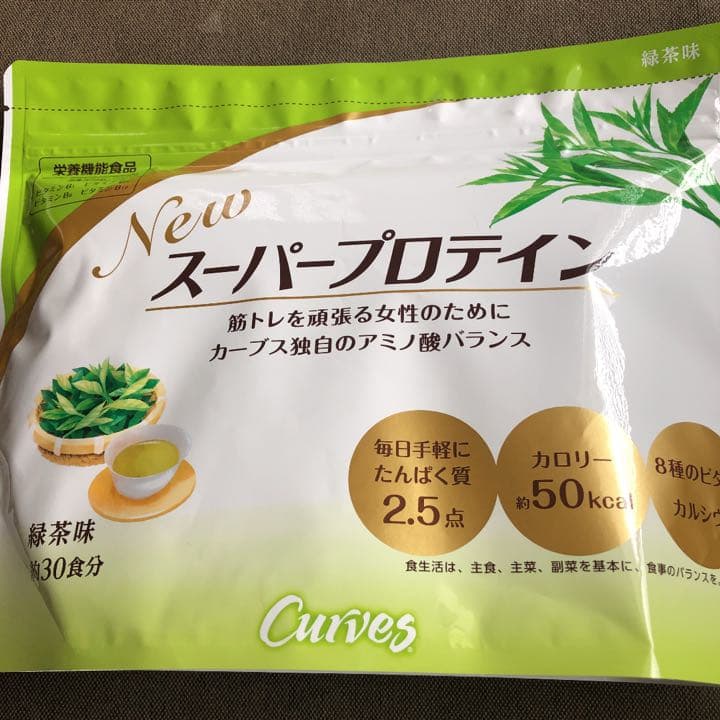 緑茶味
栄養機能食品
New
スーパープロテイン
筋トレを頑張る女性のために
カーブス独自のアミノ酸バランス
毎日手軽に
たんぱく質
2.5点
カロリー
約50kcal
8種のビタ
カルシウ
緑茶味
約30食分
食生活は、主食、主菜、副菜を基本に、食事のバランスを
Curves